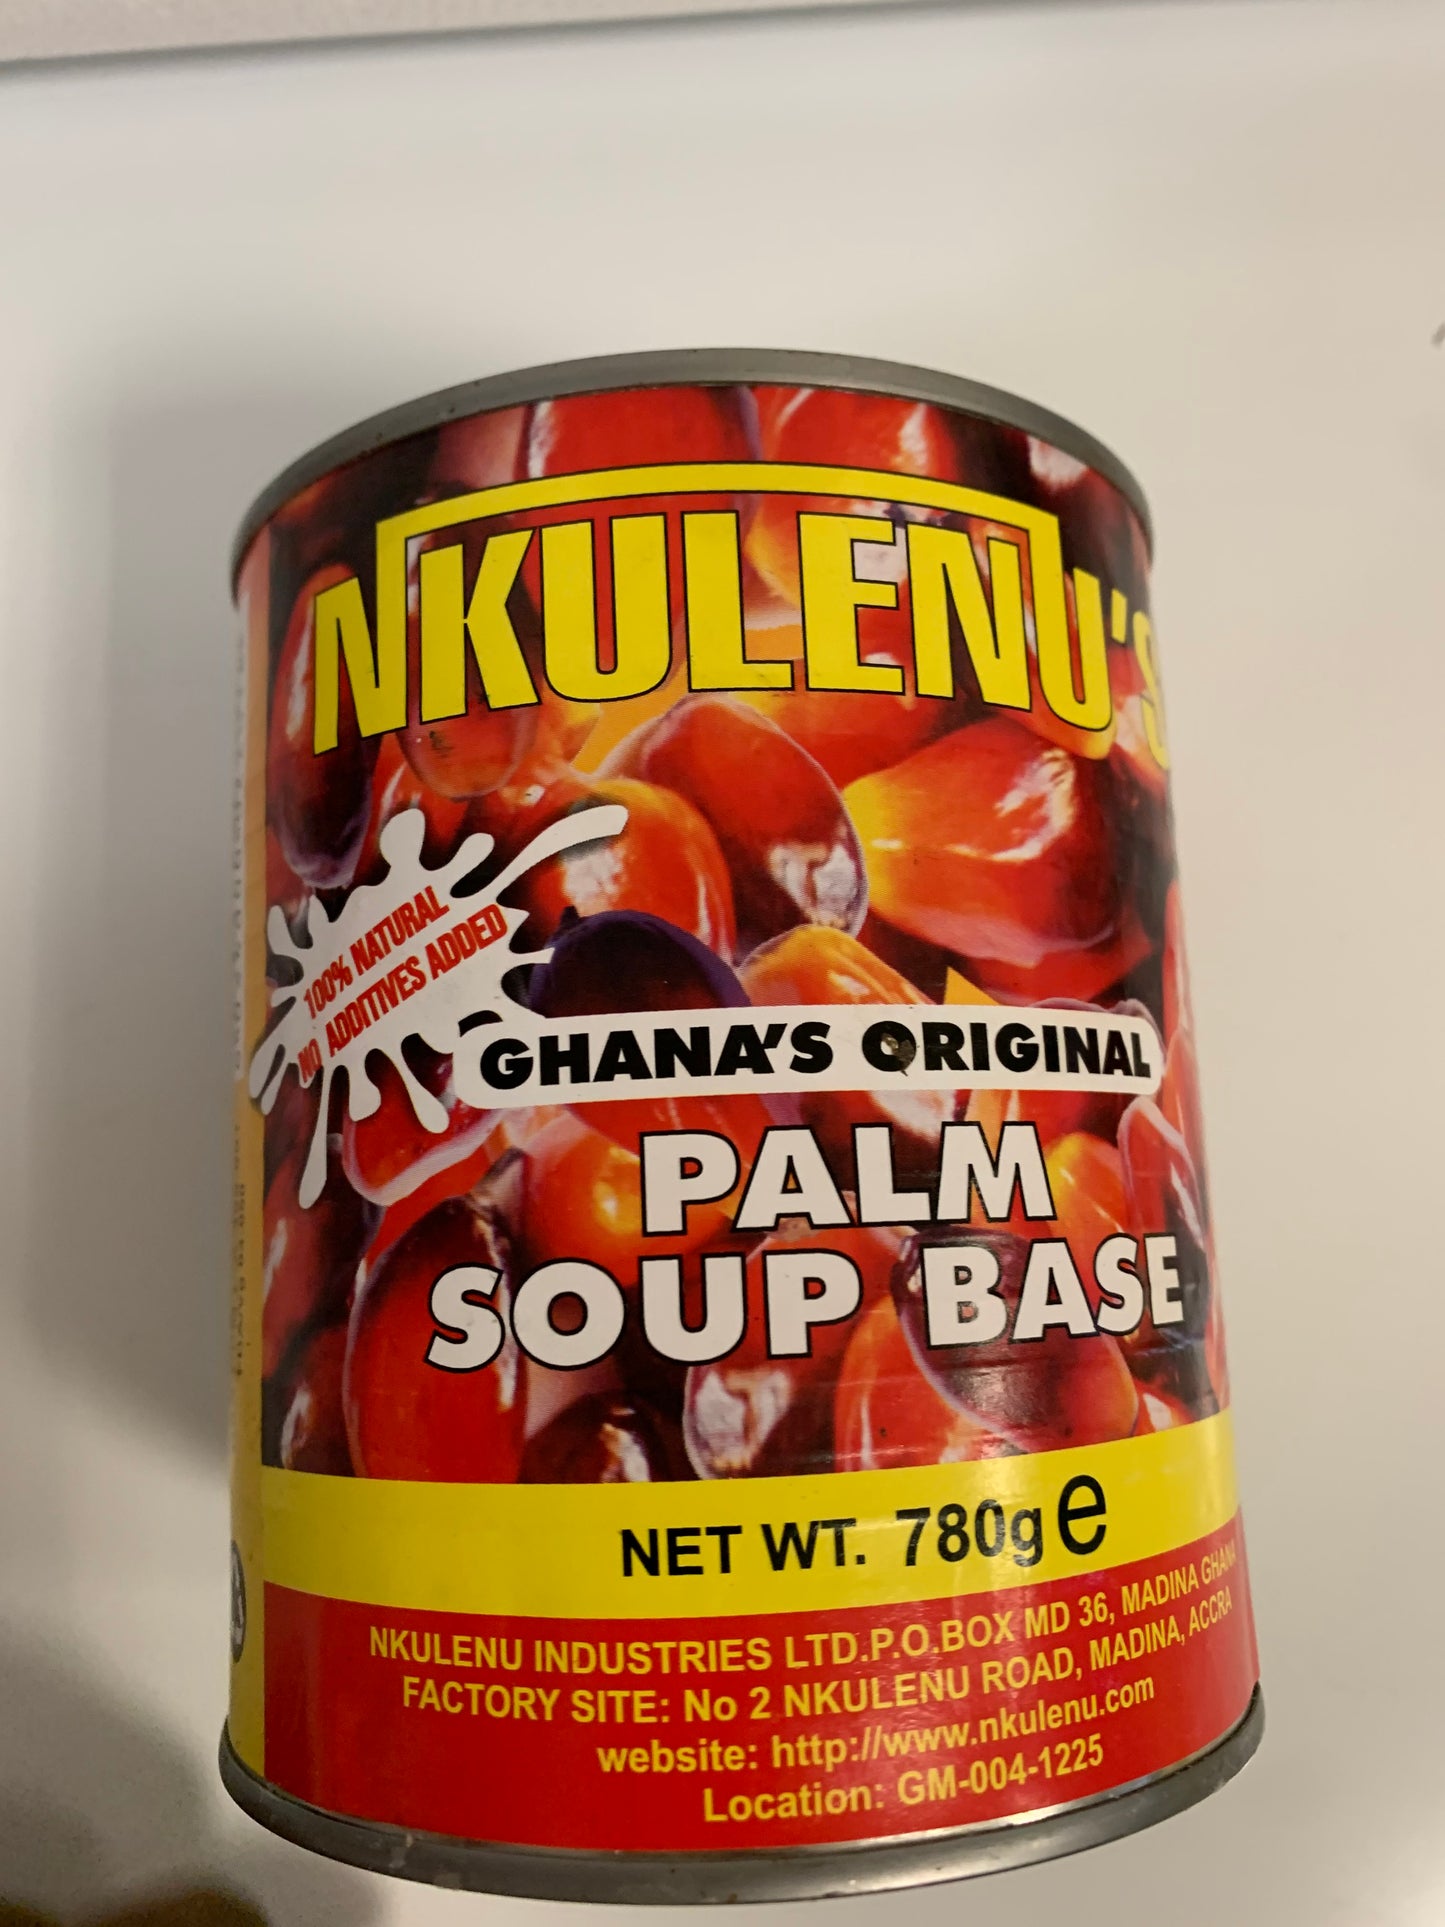 NKULENU'S
100% NATURAL
NO ADDITIVES ADDED
GHANA'S ORIGINAL
PALM
SOUP BASE
NET WT. 780g e
NKULENU INDUSTRIES LTD.P.O.BOX MD 36, MADINA GHANA
FACTORY SITE: No 2 NKULENU ROAD, MADINA, ACCRA
website: http://www.nkulenu.com
Location: GM-004-1225